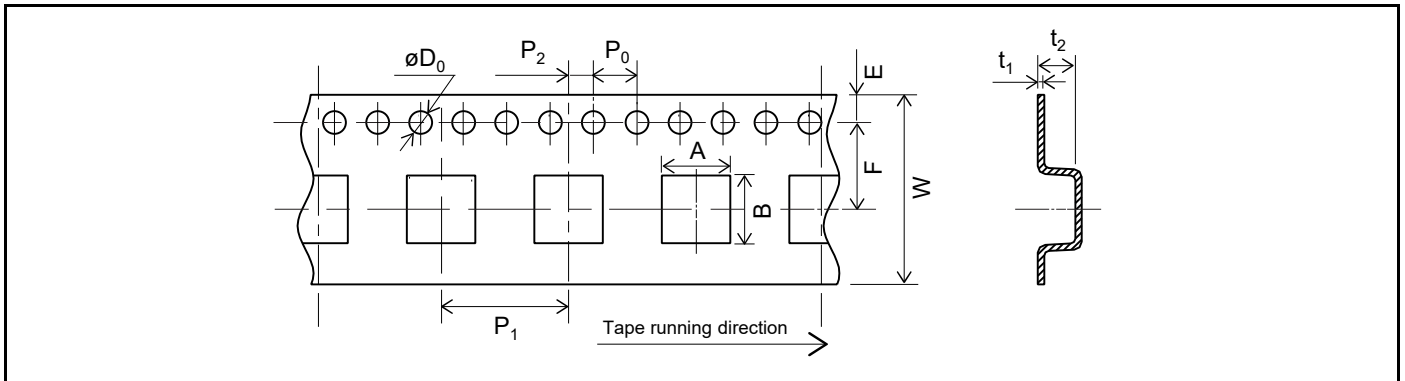 øD₀
P₂
P₀
E
t₁
t₂
A
B
F
W
P₁
Tape running direction